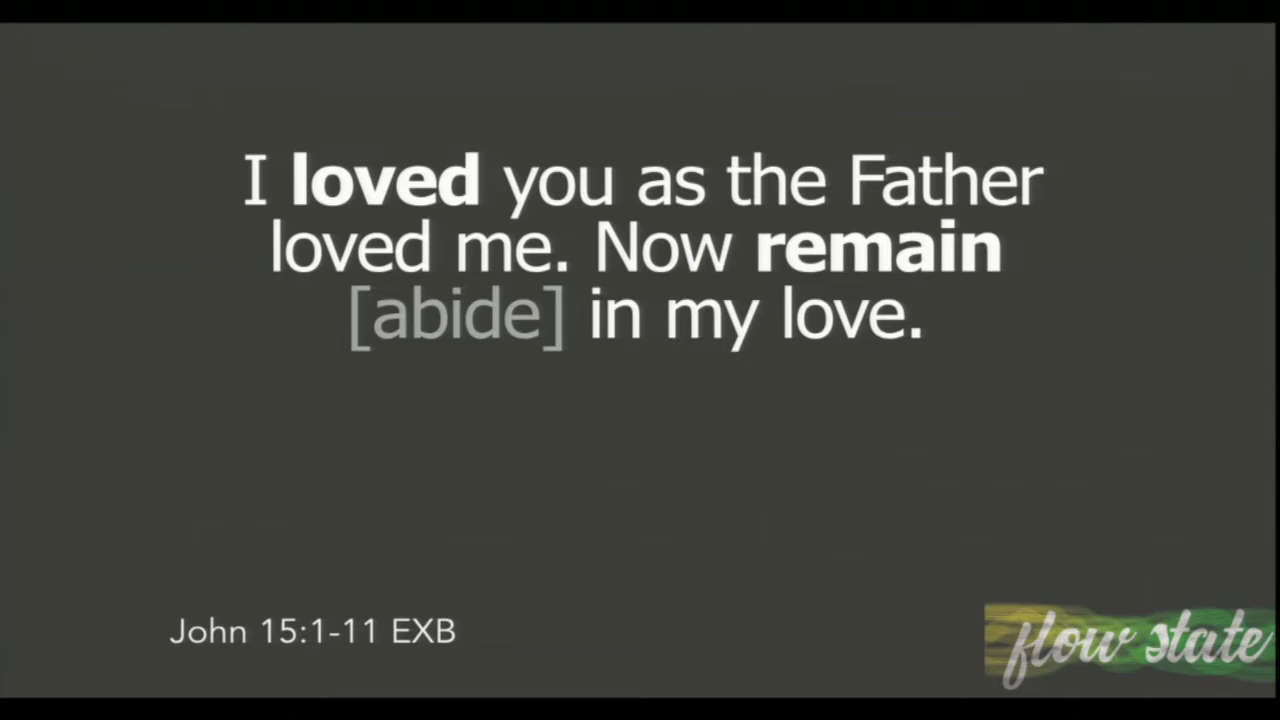 I loved you as the Father
loved me. Now remain
[abide] in my love.
John 15:1-11 EXB
flow state